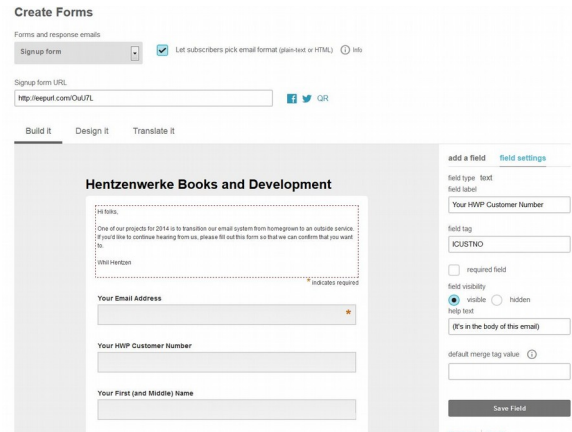 Create Forms
Forms and response emails
Signup form
Let subscribers pick email format (plain-text or HTML) Info
Signup form URL
http://eepurl.com/OuU7L
QR
Build it Design it Translate it
add a field field settings
field type text
field label
Your HWP Customer Number
field tag
ICUSTNO
required field
field visibility
visible hidden
help text
(It's in the body of this email)
default merge tag value
Save Field
Hentzenwerke Books and Development
Hi folks,
One of our projects for 2014 is to transition our email system from homegrown to an outside service.
If you'd like to continue hearing from us, please fill out this form so that we can confirm that you want
to.
Whil Hentzen
* indicates required
Your Email Address
*
Your HWP Customer Number
Your First (and Middle) Name